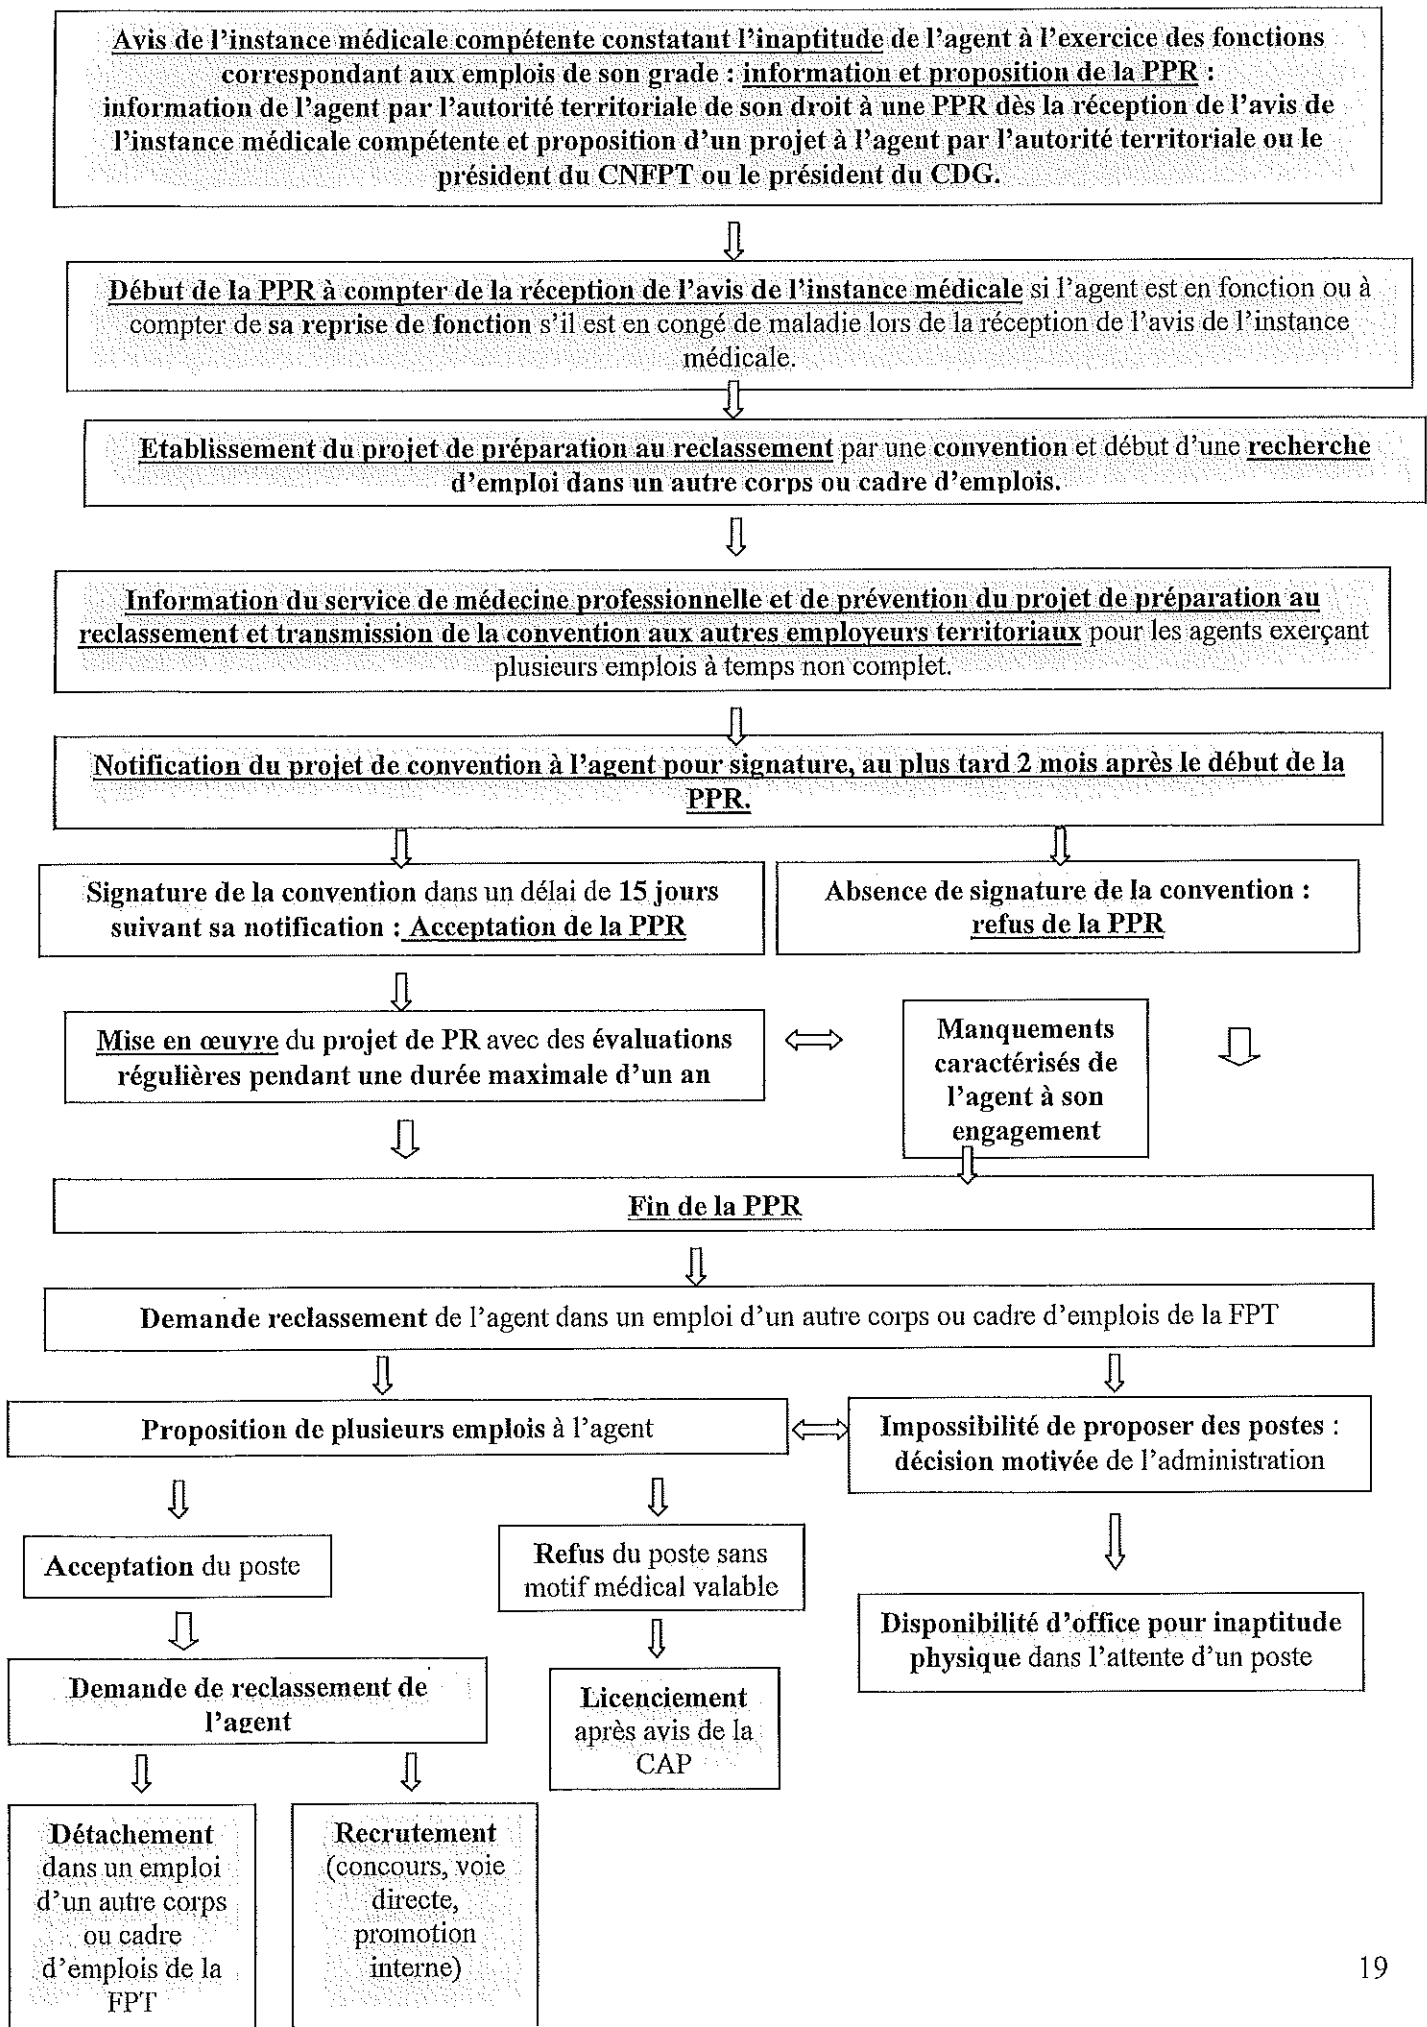 Avis de l'instance médicale compétente constatant l'inaptitude de l'agent à l'exercice des fonctions
correspondant aux emplois de son grade : information et proposition de la PPR :
information de l'agent par l'autorité territoriale de son droit à une PPR dès la réception de l'avis de
l'instance médicale compétente et proposition d'un projet à l'agent par l'autorité territoriale ou le
président du CNFPT ou le président du CDG.
Début de la PPR à compter de la réception de l'avis de l'instance médicale si l'agent est en fonction ou à
compter de sa reprise de fonction s'il est en congé de maladie lors de la réception de l'avis de l'instance
médicale.
Etablissement du projet de préparation au reclassement par une convention et début d'une recherche
d'emploi dans un autre corps ou cadre d'emplois.
Information du service de médecine professionnelle et de prévention du projet de préparation au
reclassement et transmission de la convention aux autres employeurs territoriaux pour les agents exerçant
plusieurs emplois à temps non complet.
Notification du projet de convention à l'agent pour signature, au plus tard 2 mois après le début de la
PPR.
Signature de la convention dans un délai de 15 jours
suivant sa notification : Acceptation de la PPR
Absence de signature de la convention :
refus de la PPR
Mise en œuvre du projet de PR avec des évaluations
régulières pendant une durée maximale d'un an
Manquements
caractérisés de
l'agent à son
engagement
Fin de la PPR
Demande reclassement de l'agent dans un emploi d'un autre corps ou cadre d'emplois de la FPT
Proposition de plusieurs emplois à l'agent
Impossibilité de proposer des postes :
décision motivée de l'administration
Acceptation du poste
Refus du poste sans
motif médical valable
Disponibilité d'office pour inaptitude
physique dans l'attente d'un poste
Demande de reclassement de
l'agent
Licenciement
après avis de la
CAP
Détachement
dans un emploi
d'un autre corps
ou cadre
d'emplois de la
FPT
Recrutement
(concours, voie
directe,
promotion
interne)
19